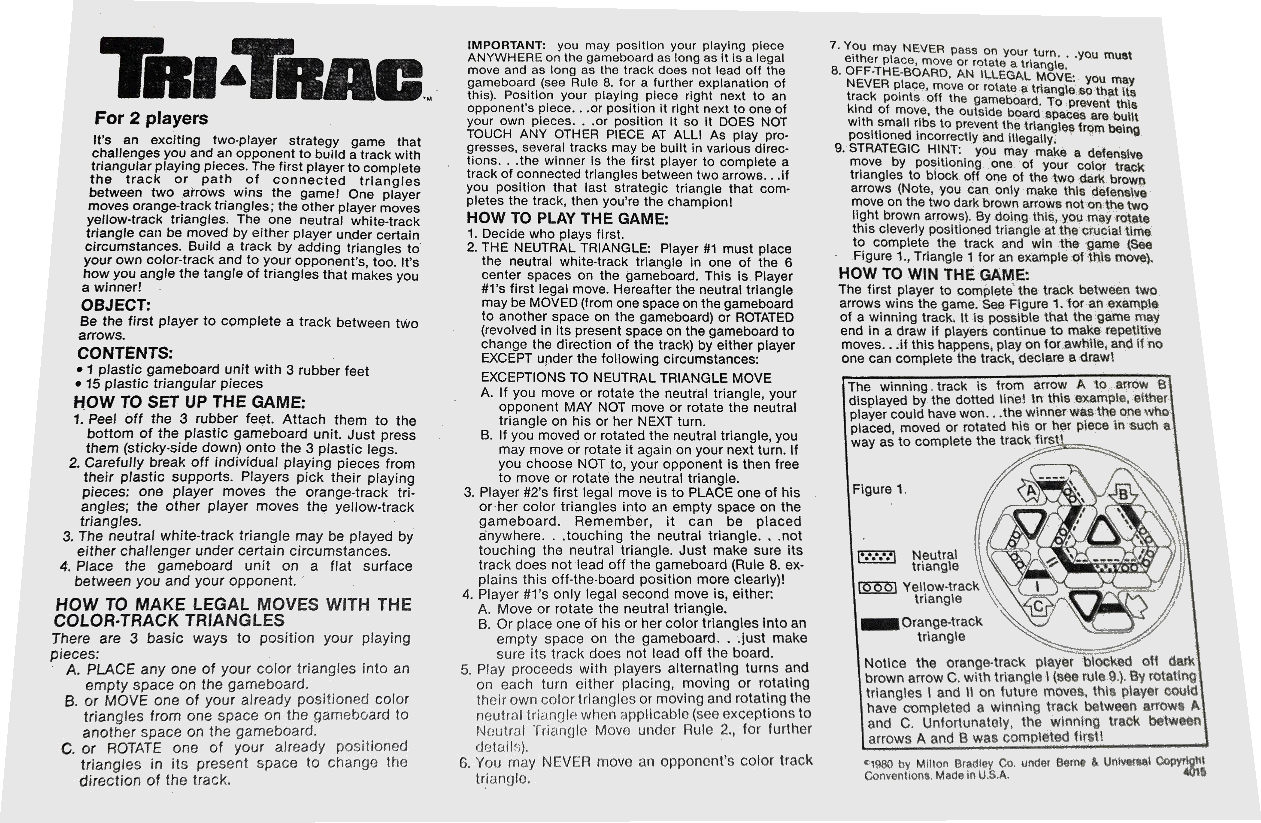 TRI▲TRAC™
For 2 players
It's an exciting two-player strategy game that
challenges you and an opponent to build a track with
triangular playing pieces. The first player to complete
the track or path of connected triangles
between two arrows wins the game! One player
moves orange-track triangles; the other player moves
yellow-track triangles. The one neutral white-track
triangle can be moved by either player under certain
circumstances. Build a track by adding triangles to
your own color-track and to your opponent's, too. It's
how you angle the tangle of triangles that makes you
a winner!
OBJECT:
Be the first player to complete a track between two
arrows.
CONTENTS:
• 1 plastic gameboard unit with 3 rubber feet
• 15 plastic triangular pieces
HOW TO SET UP THE GAME:
1. Peel off the 3 rubber feet. Attach them to the
bottom of the plastic gameboard unit. Just press
them (sticky-side down) onto the 3 plastic legs.
2. Carefully break off individual playing pieces from
their plastic supports. Players pick their playing
pieces: one player moves the orange-track tri-
angles; the other player moves the yellow-track
triangles.
3. The neutral white-track triangle may be played by
either challenger under certain circumstances.
4. Place the gameboard unit on a flat surface
between you and your opponent.
HOW TO MAKE LEGAL MOVES WITH THE
COLOR-TRACK TRIANGLES
There are 3 basic ways to position your playing
pieces:
A. PLACE any one of your color triangles into an
empty space on the gameboard.
B. or MOVE one of your already positioned color
triangles from one space on the gameboard to
another space on the gameboard.
C. or ROTATE one of your already positioned
triangles in its present space to change the
direction of the track.
IMPORTANT: you may position your playing piece
ANYWHERE on the gameboard as long as it is a legal
move and as long as the track does not lead off the
gameboard (see Rule 8. for a further explanation of
this). Position your playing piece right next to an
opponent's piece. . .or position it right next to one of
your own pieces. . .or position it so it DOES NOT
TOUCH ANY OTHER PIECE AT ALL! As play pro-
gresses, several tracks may be built in various direc-
tions. . .the winner is the first player to complete a
track of connected triangles between two arrows. . .if
you position that last strategic triangle that com-
pletes the track, then you're the champion!
HOW TO PLAY THE GAME:
1. Decide who plays first.
2. THE NEUTRAL TRIANGLE: Player #1 must place
the neutral white-track triangle in one of the 6
center spaces on the gameboard. This is Player
#1's first legal move. Hereafter the neutral triangle
may be MOVED (from one space on the gameboard
to another space on the gameboard) or ROTATED
(revolved in its present space on the gameboard to
change the direction of the track) by either player
EXCEPT under the following circumstances:
EXCEPTIONS TO NEUTRAL TRIANGLE MOVE
A. If you move or rotate the neutral triangle, your
opponent MAY NOT move or rotate the neutral
triangle on his or her NEXT turn.
B. If you moved or rotated the neutral triangle, you
may move or rotate it again on your next turn. If
you choose NOT to, your opponent is then free
to move or rotate the neutral triangle.
3. Player #2's first legal move is to PLACE one of his
or her color triangles into an empty space on the
gameboard. Remember, it can be placed
anywhere. . .touching the neutral triangle. . .not
touching the neutral triangle. Just make sure its
track does not lead off the gameboard (Rule 8. ex-
plains this off-the-board position more clearly)!
4. Player #1's only legal second move is, either:
A. Move or rotate the neutral triangle.
B. Or place one of his or her color triangles into an
empty space on the gameboard. . .just make
sure its track does not lead off the board.
5. Play proceeds with players alternating turns and
on each turn either placing, moving or rotating
their own color triangles or moving and rotating the
neutral triangle when applicable (see exceptions to
Neutral Triangle Move under Rule 2., for further
details).
6. You may NEVER move an opponent's color track
triangle.
7. You may NEVER pass on your turn. . .you must
either place, move or rotate a triangle.
8. OFF-THE-BOARD, AN ILLEGAL MOVE: you may
NEVER place, move or rotate a triangle so that its
track points off the gameboard. To prevent this
kind of move, the outside board spaces are built
with small ribs to prevent the triangles from being
positioned incorrectly and illegally.
9. STRATEGIC HINT: you may make a defensive
move by positioning one of your color track
triangles to block off one of the two dark brown
arrows (Note, you can only make this defensive
move on the two dark brown arrows not on the two
light brown arrows). By doing this, you may rotate
this cleverly positioned triangle at the crucial time
to complete the track and win the game (See
Figure 1., Triangle 1 for an example of this move).
HOW TO WIN THE GAME:
The first player to complete the track between two
arrows wins the game. See Figure 1. for an example
of a winning track. It is possible that the game may
end in a draw if players continue to make repetitive
moves. . .if this happens, play on for awhile, and if no
one can complete the track, declare a draw!
The winning track is from arrow A to arrow B
displayed by the dotted line! In this example, either
player could have won. . .the winner was the one who
placed, moved or rotated his or her piece in such a
way as to complete the track first!
Figure 1.
A
B
II
I
C
Neutral
triangle
Yellow-track
triangle
Orange-track
triangle
Notice the orange-track player blocked off dark
brown arrow C. with triangle I (see rule 9.). By rotating
triangles I and II on future moves, this player could
have completed a winning track between arrows A
and C. Unfortunately, the winning track between
arrows A and B was completed first!
©1980 by Milton Bradley Co. under Berne & Universal Copyright
Conventions. Made in U.S.A.
4015